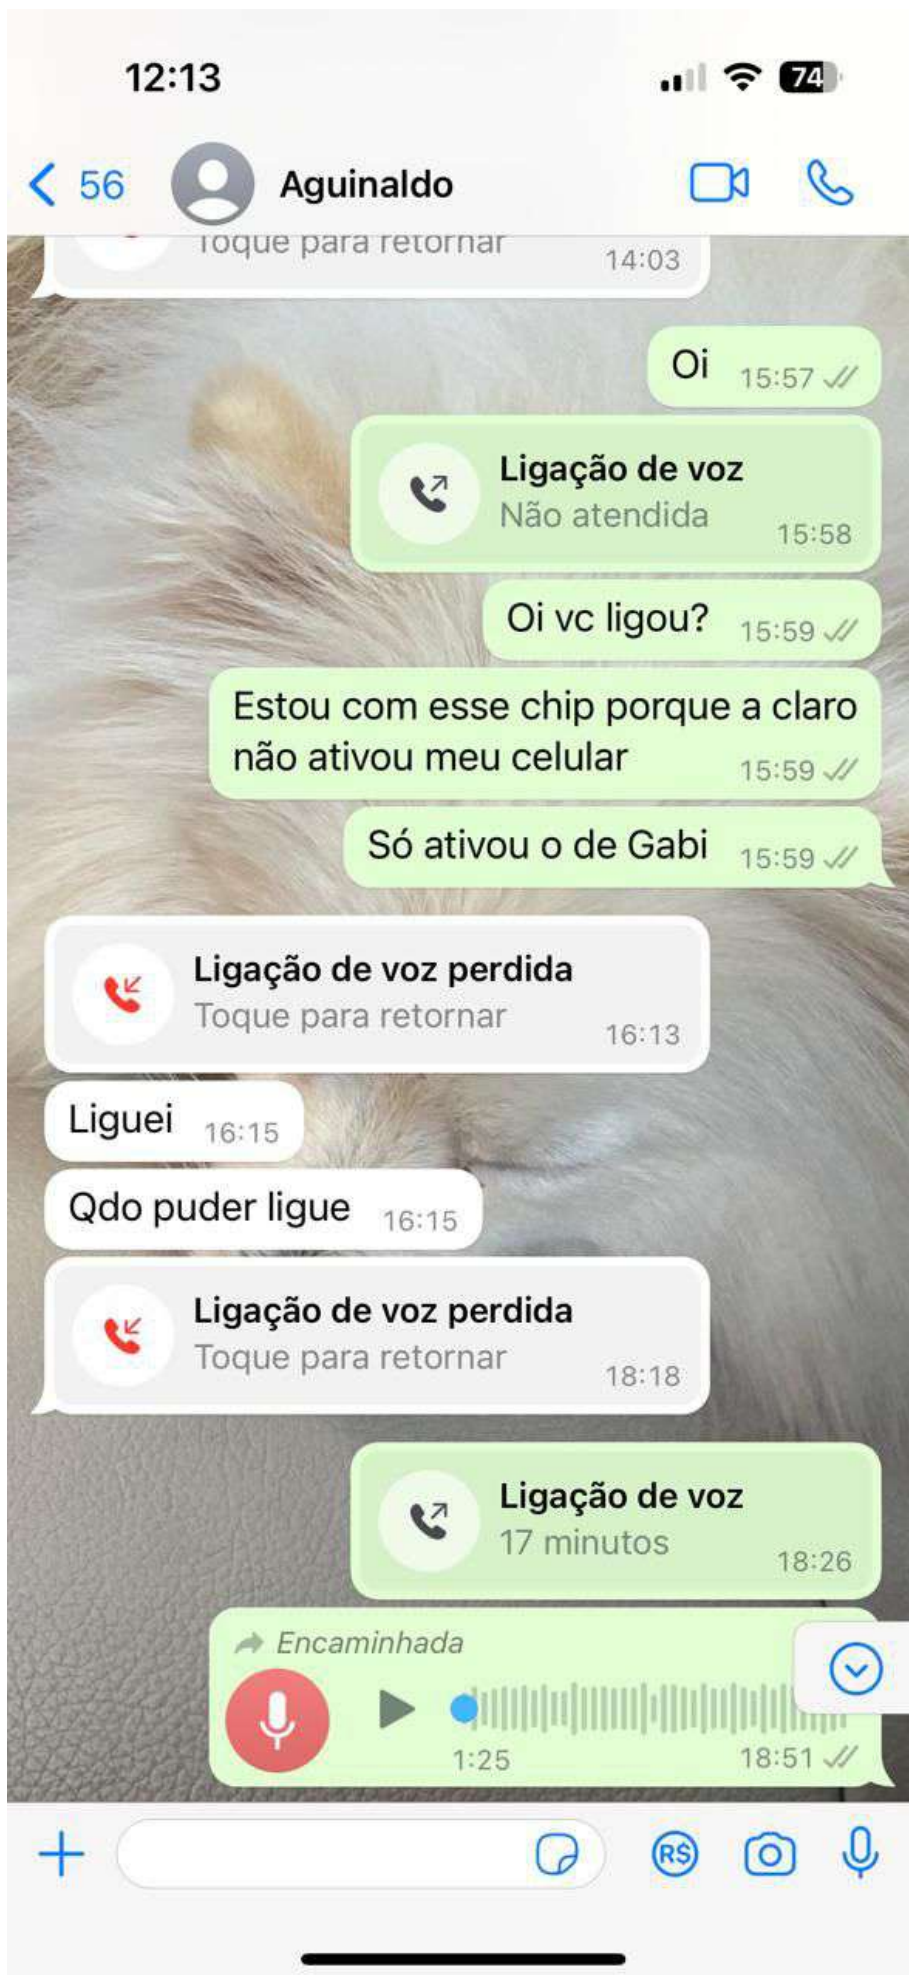 12:13
74
56
Aguinaldo
Toque para retornar
14:03
Oi 15:57
Ligação de voz
Não atendida
15:58
Oi vc ligou? 15:59
Estou com esse chip porque a claro
não ativou meu celular 15:59
Só ativou o de Gabi 15:59
Ligação de voz perdida
Toque para retornar
16:13
Liguei 16:15
Qdo puder ligue 16:15
Ligação de voz perdida
Toque para retornar
18:18
Ligação de voz
17 minutos
18:26
Encaminhada
1:25 18:51
R$